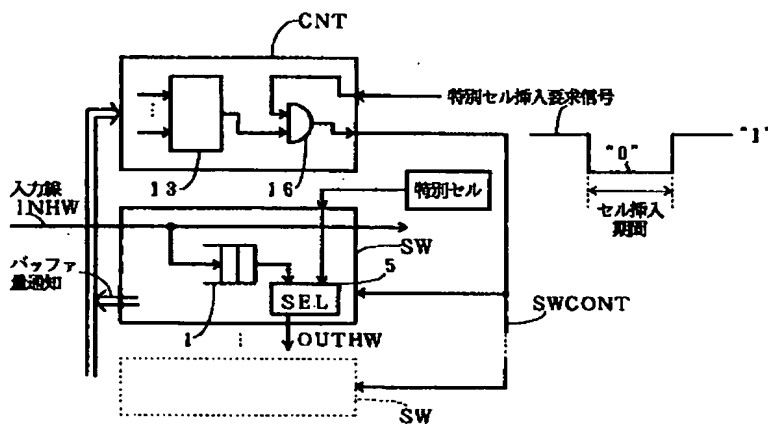 CNT
特別セル挿入要求信号
"1"
"0"
13
16
セル挿入
期間
入力線
1NHW
特別セル
SW
バッファ
量通知
5
SEL
1
OUTHW
SWCONT
SW